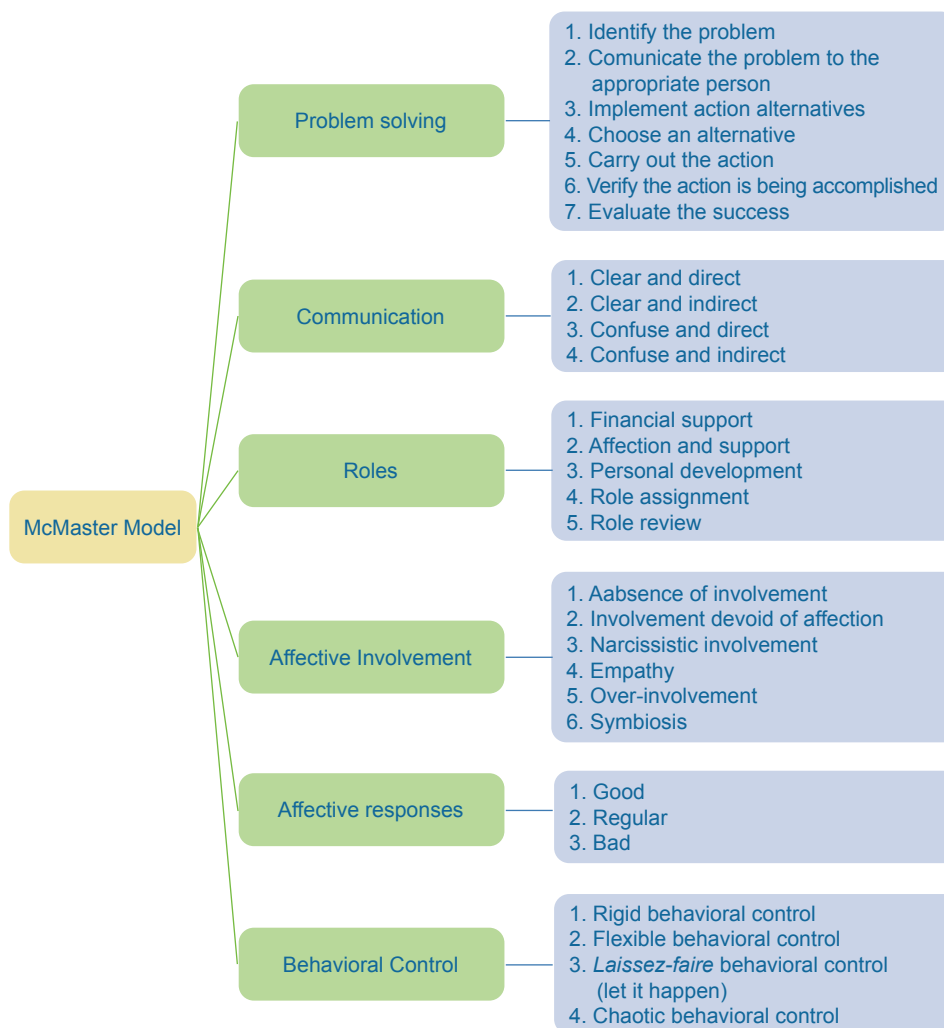 McMaster Model
Problem solving
1. Identify the problem
2. Comunicate the problem to the
appropriate person
3. Implement action alternatives
4. Choose an alternative
5. Carry out the action
6. Verify the action is being accomplished
7. Evaluate the success
Communication
1. Clear and direct
2. Clear and indirect
3. Confuse and direct
4. Confuse and indirect
Roles
1. Financial support
2. Affection and support
3. Personal development
4. Role assignment
5. Role review
Affective Involvement
1. Aabsence of involvement
2. Involvement devoid of affection
3. Narcissistic involvement
4. Empathy
5. Over-involvement
6. Symbiosis
Affective responses
1. Good
2. Regular
3. Bad
Behavioral Control
1. Rigid behavioral control
2. Flexible behavioral control
3. Laissez-faire behavioral control
(let it happen)
4. Chaotic behavioral control